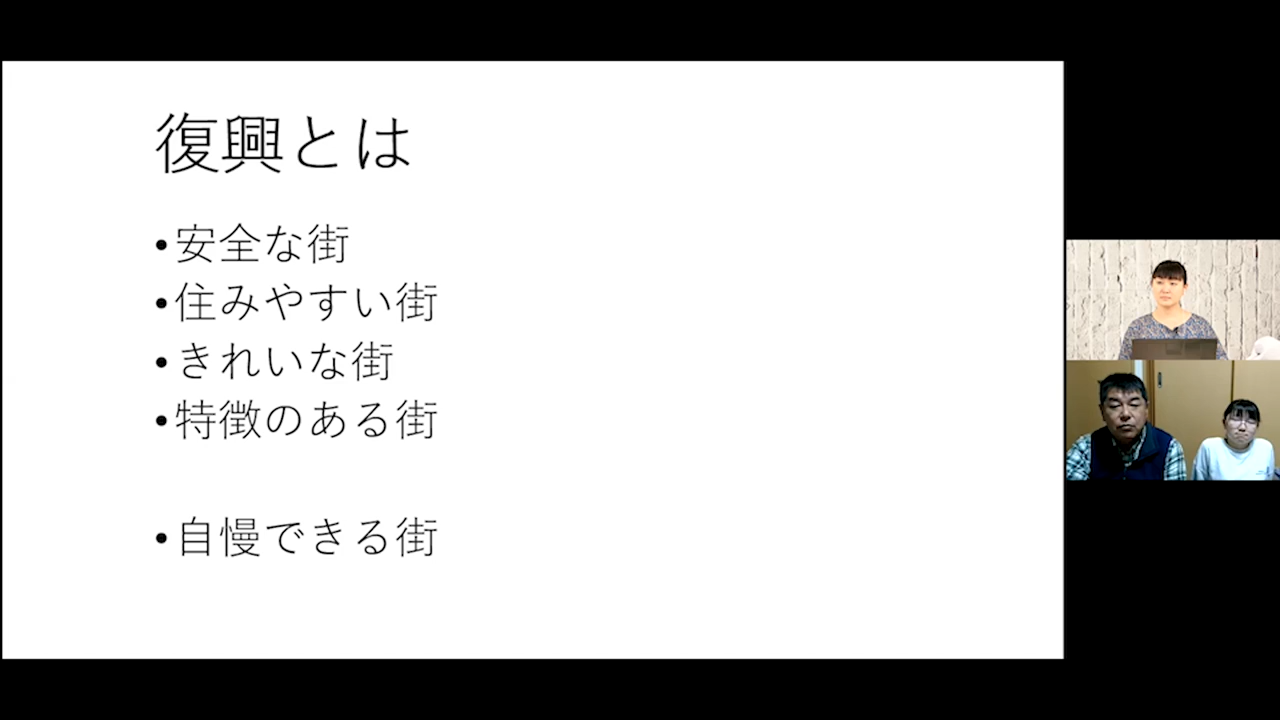 復興とは
•安全な街
•住みやすい街
•きれいな街
•特徴のある街
•自慢できる街